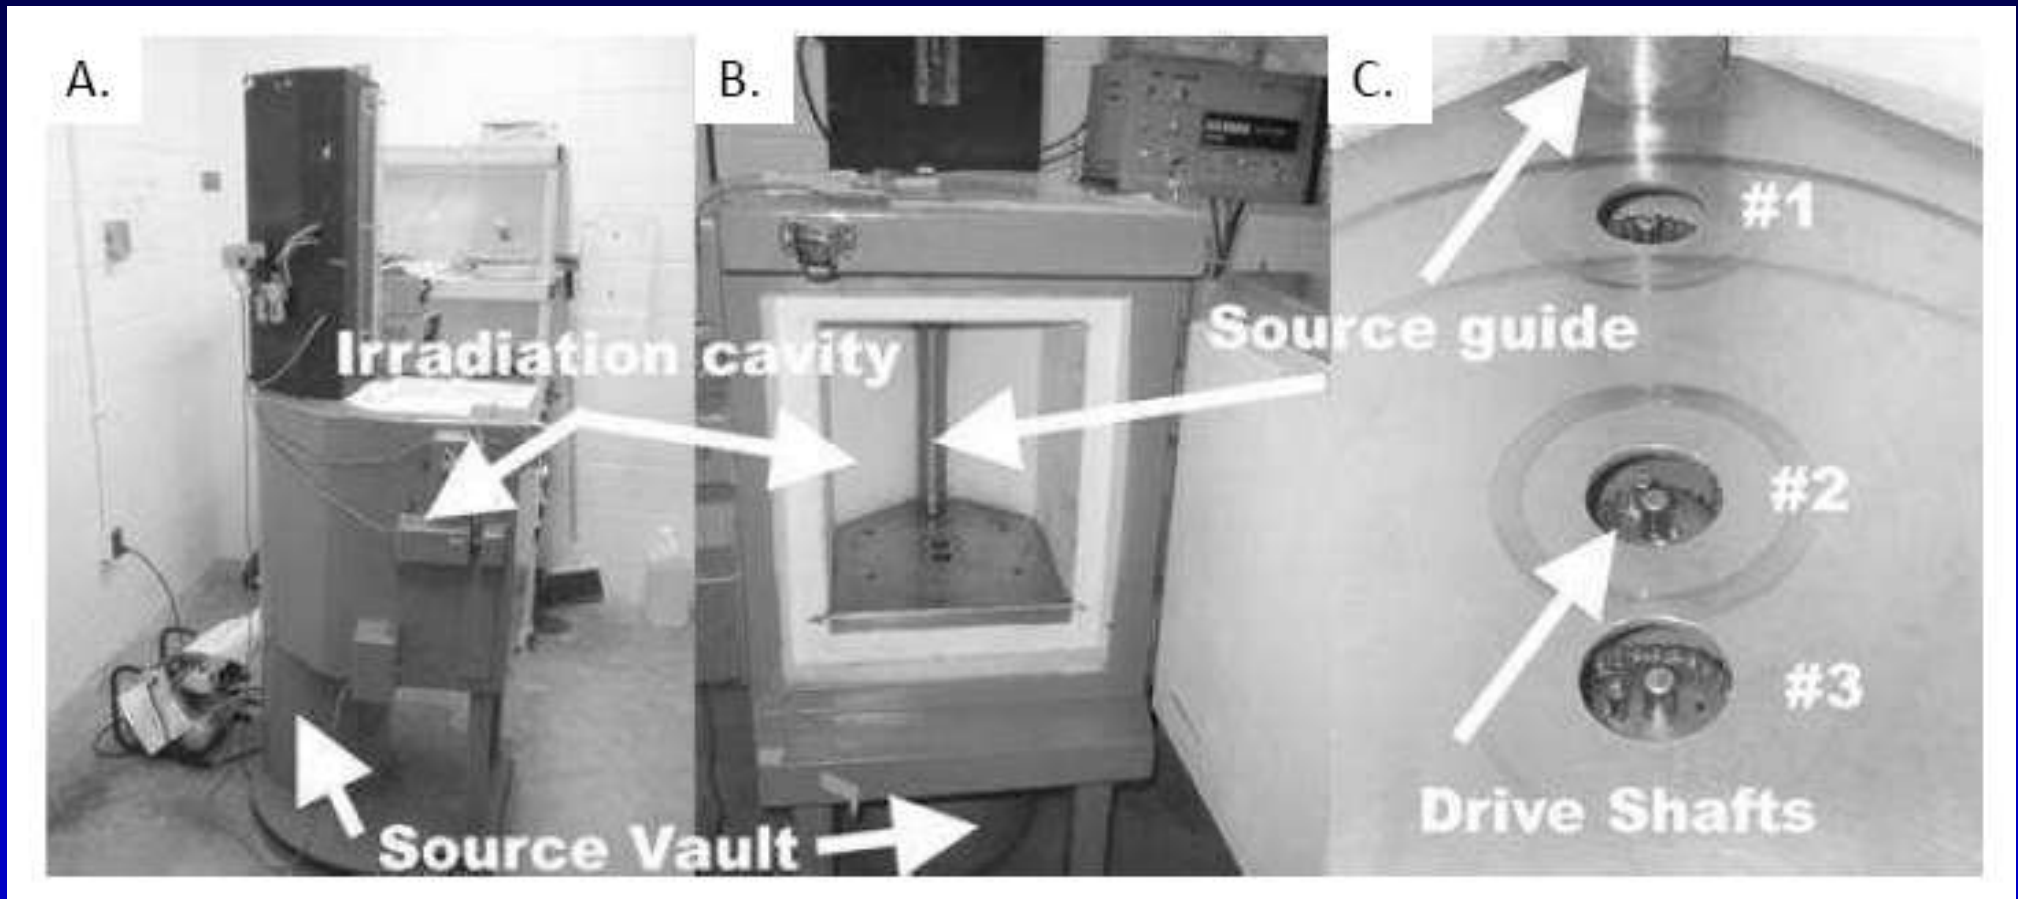 A.
B.
C.
#1
Irradiation cavity
Source guide
#2
#3
Drive Shafts
Source Vault